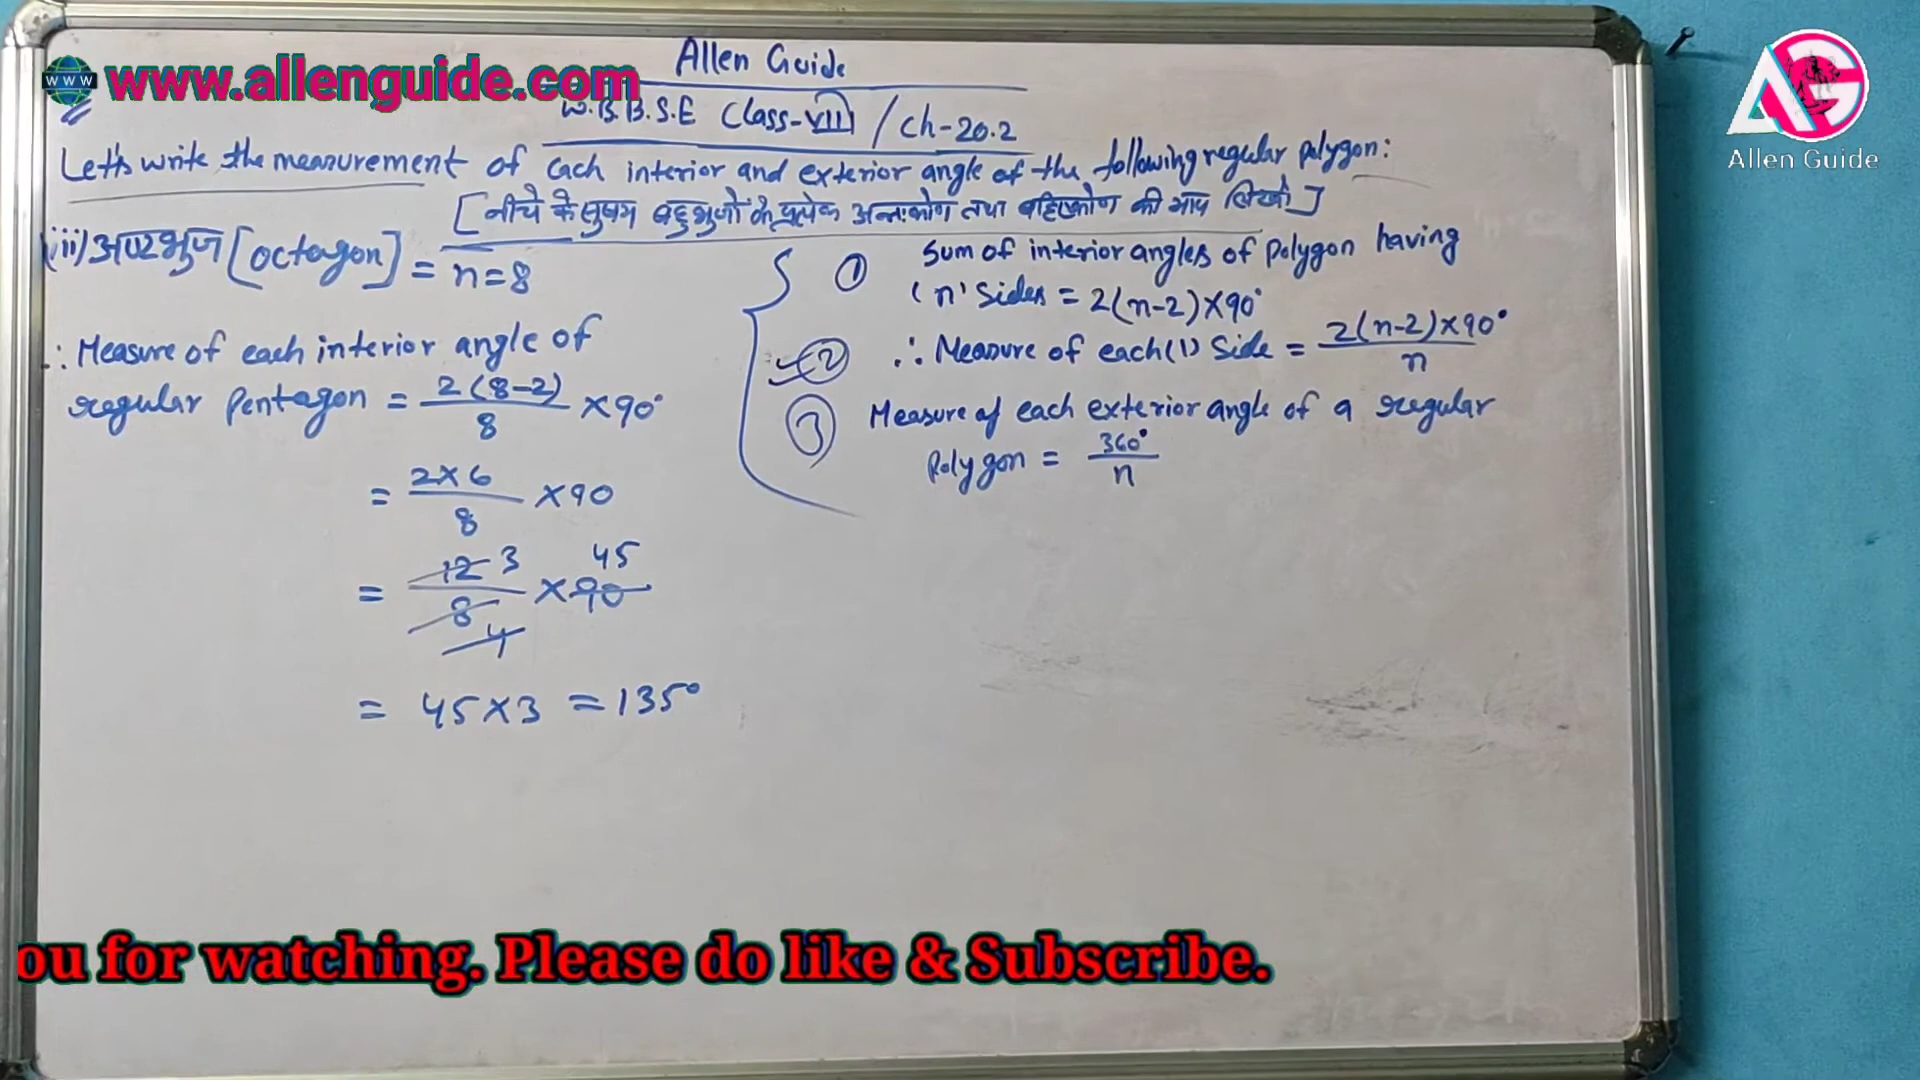 www.allenguide.com
Allen Guide
W.B.B.S.E Class-VII / Ch-20.2
Let's write the measurement of each interior and exterior angle of the following regular polygon:
[नीचे के सुषम बहुभुजों के प्रत्येक अन्तःकोण तथा बहिष्कोण की माप लिखो]
(iii) अष्टभुज [octagon] = n=8
∴ Measure of each interior angle of
regular pentagon = 2(8-2)/8 ×90°
= 2×6/8 ×90
= 12 3/8 4 ×90 45
= 45×3 = 135°
① Sum of interior angles of polygon having
'n' Sides = 2(n-2)×90°
② ∴ Measure of each(1) Side = 2(n-2)×90°/n
③ Measure of each exterior angle of a regular
polygon = 360°/n
AG
Allen Guide
ou for watching. Please do like & Subscribe.